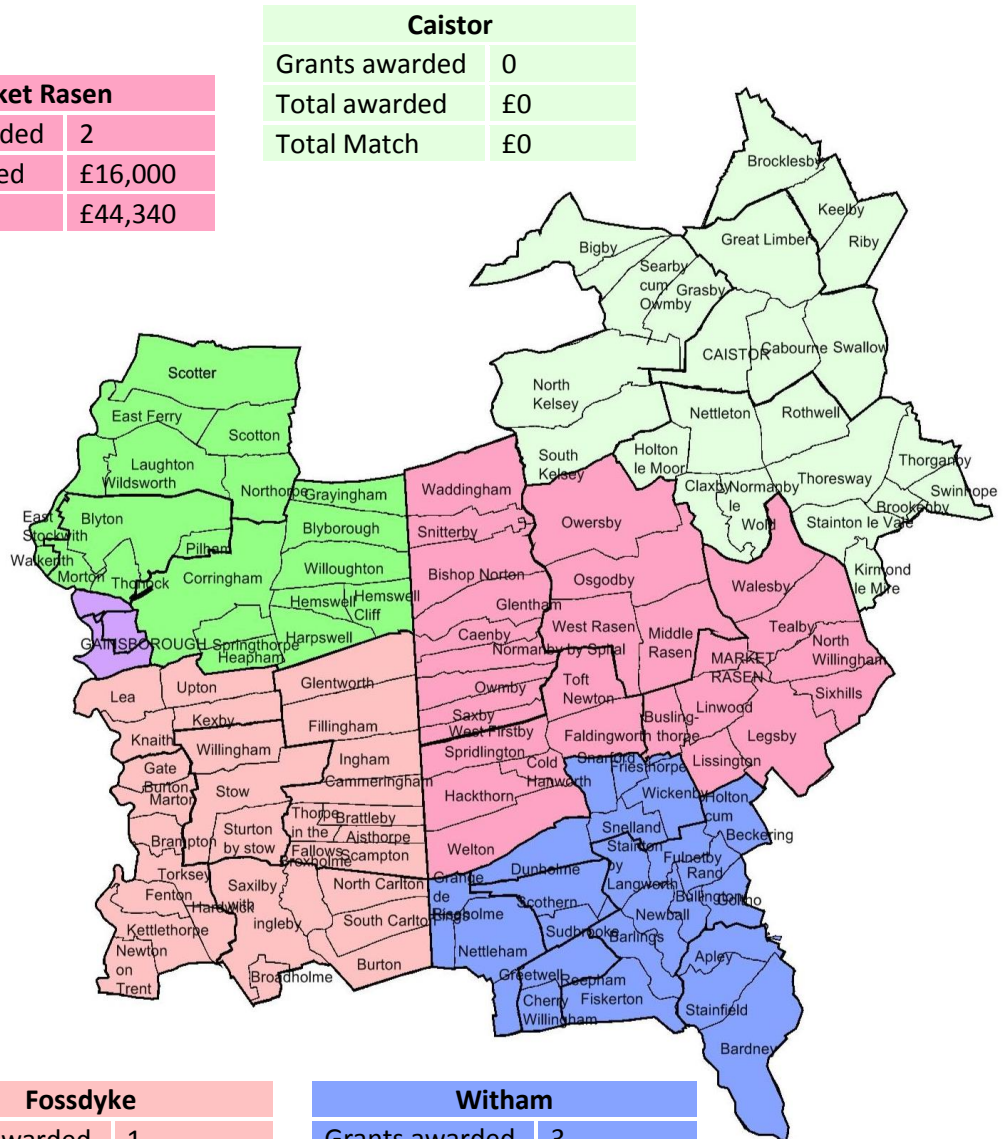 Caistor
Grants awarded 0
Total awarded £0
Total Match £0
ket Rasen
ded 2
ed £16,000
£44,340
Brocklesby
Keelby
Great Limber
Riby
Bigby
Searby
cum
Owmby
Grasby
CAISTOR
Cabourne
Swallow
North
Kelsey
Nettleton
Rothwell
South
Kelsey
Holton
le Moor
Claxby
Normanby
le
Wold
Thoresway
Thorganby
Swinhope
Brookenby
Stainton le Vale
Kirmond
le Mire
Scotter
East Ferry
Scotton
Laughton
Wildsworth
Northorpe
Grayingham
East
Stockwith
Blyton
Blyborough
Walkerith
Pilham
Morton
Thonock
Corringham
Willoughton
Hemswell
Hemswell
Cliff
GAINSBOROUGH
Springthorpe
Harpswell
Heapham
Waddingham
Snitterby
Owersby
Bishop Norton
Osgodby
Walesby
Glentham
Caenby
West Rasen
Middle
Rasen
Tealby
North
Willingham
Normanby by Spital
MARKET
RASEN
Owmby
Toft
Newton
Sixhills
Linwood
Saxby
West Firsby
Busling-
thorpe
Legsby
Faldingworth
Spridlington
Cold
Hanworth
Lissington
Hackthorn
Welton
Lea
Upton
Glentworth
Kexby
Knaith
Fillingham
Willingham
Gate
Burton
Ingham
Marton
Stow
Cammeringham
Thorpe
in the
Fallows
Brattleby
Brampton
Sturton
by stow
Aisthorpe
Scampton
Broxholme
Torksey
Saxilby
with
ingleby
North Carlton
Fenton
Hardwick
Kettlethorpe
South Carlton
Newton
on
Trent
Broadholme
Burton
Snarford
Friesthorpe
Wickenby
Holton
cum
Beckering
Snelland
Stainton
by
Langworth
Fulnetby
Rand
Dunholme
Grange
de
Lings
Riseholme
Scothern
Bullington
Goltho
Newball
Sudbrooke
Barlings
Nettleham
Apley
Greetwell
Reepham
Cherry
Willingham
Fiskerton
Stainfield
Bardney
Fossdyke
warded 1
Witham
Grants awarded 3